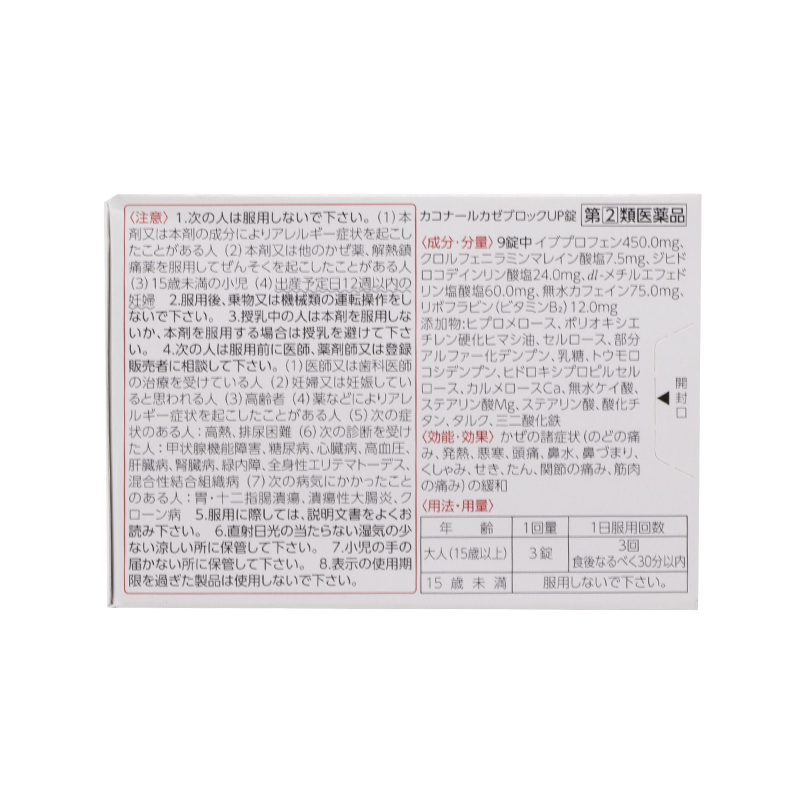 〈注意〉 1.次の人は服用しないで下さい。(1)本
剤又は本剤の成分によりアレルギー症状を起こし
たことがある人 (2)本剤又は他のかぜ薬、解熱鎮
痛薬を服用してぜんそくを起こしたことがある人
(3)15歳未満の小児 (4)出産予定日12週以内の
妊婦 2.服用後、乗物又は機械類の運転操作をし
ないで下さい。 3.授乳中の人は本剤を服用しな
いか、本剤を服用する場合は授乳を避けて下さ
い。 4.次の人は服用前に医師、薬剤師又は登録
販売者に相談して下さい。(1)医師又は歯科医師
の治療を受けている人 (2)妊婦又は妊娠してい
ると思われる人 (3)高齢者 (4)薬などによりアレ
ルギー症状を起こしたことがある人 (5)次の症
状のある人：高熱、排尿困難 (6)次の診断を受け
た人：甲状腺機能障害、糖尿病、心臓病、高血圧、
肝臓病、腎臓病、緑内障、全身性エリテマトーデス、
混合性結合組織病 (7)次の病気にかかったこと
のある人：胃・十二指腸潰瘍、潰瘍性大腸炎、ク
ローン病 5.服用に際しては、説明文書をよくお
読み下さい。 6.直射日光の当たらない湿気の少
ない涼しい所に保管して下さい。 7.小児の手の
届かない所に保管して下さい。 8.表示の使用期
限を過ぎた製品は使用しないで下さい。
カコナールカゼブロックUP錠 第②類医薬品
〈成分・分量〉 9錠中 イブプロフェン450.0mg、
クロルフェニラミンマレイン酸塩7.5mg、ジヒド
ロコデインリン酸塩24.0mg、dl-メチルエフェド
リン塩酸塩60.0mg、無水カフェイン75.0mg、
リボフラビン(ビタミンB₂)12.0mg
添加物:ヒプロメロース、ポリオキシエ
チレン硬化ヒマシ油、セルロース、部分
アルファー化デンプン、乳糖、トウモロ
コシデンプン、ヒドロキシプロピルセル
ロース、カルメロースCa、無水ケイ酸、
ステアリン酸Mg、ステアリン酸、酸化チ
タン、タルク、三二酸化鉄
〈効能・効果〉 かぜの諸症状(のどの痛
み、発熱、悪寒、頭痛、鼻水、鼻づまり、
くしゃみ、せき、たん、関節の痛み、筋肉
の痛み)の緩和
〈用法・用量〉
年齢 1回量 1日服用回数
大人(15歳以上) 3錠 3回
食後なるべく30分以内
15歳未満 服用しないで下さい。
◀開封口